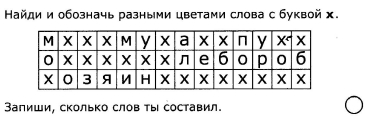 Найди и обозначь разными цветами слова с буквой х.
м х х х м у х а х х п у х х
о х х х х х х л е б о р о б
х о з я и н х х х х х х х х
Запиши, сколько слов ты составил.